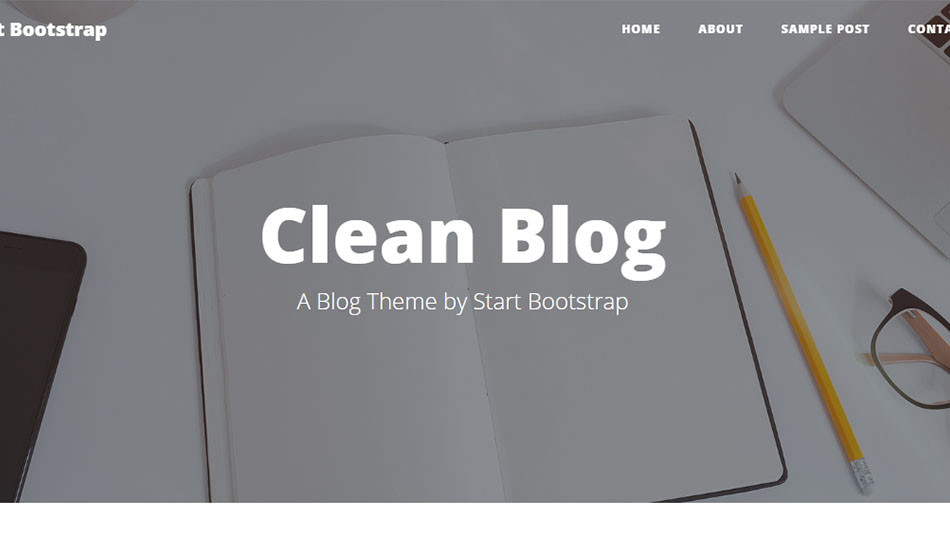 t Bootstrap
HOME ABOUT SAMPLE POST CONTA
Clean Blog
A Blog Theme by Start Bootstrap